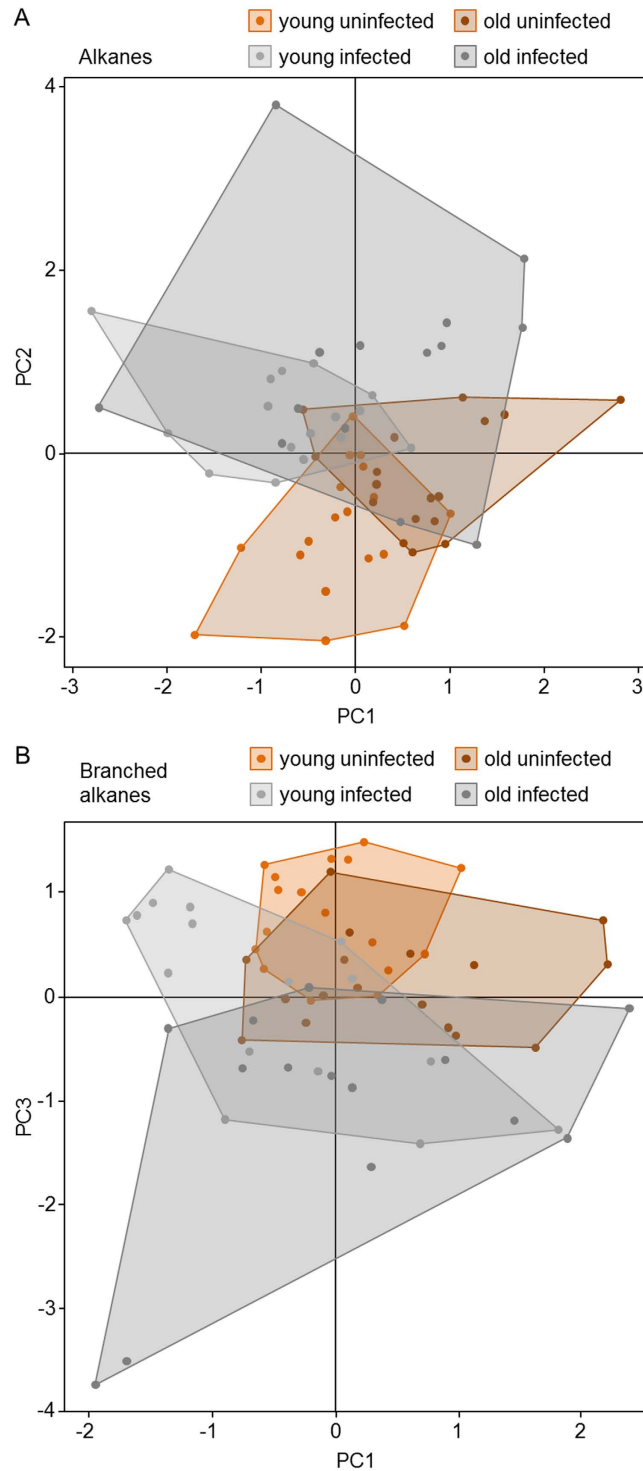 A
young uninfected
old uninfected
Alkanes
young infected
old infected
4
2
0
-2
PC2
-3
-2
-1
0
1
2
3
PC1
B
young uninfected
old uninfected
Branched
alkanes
young infected
old infected
1
0
-1
-2
-3
-4
PC3
-2
-1
0
1
2
PC1